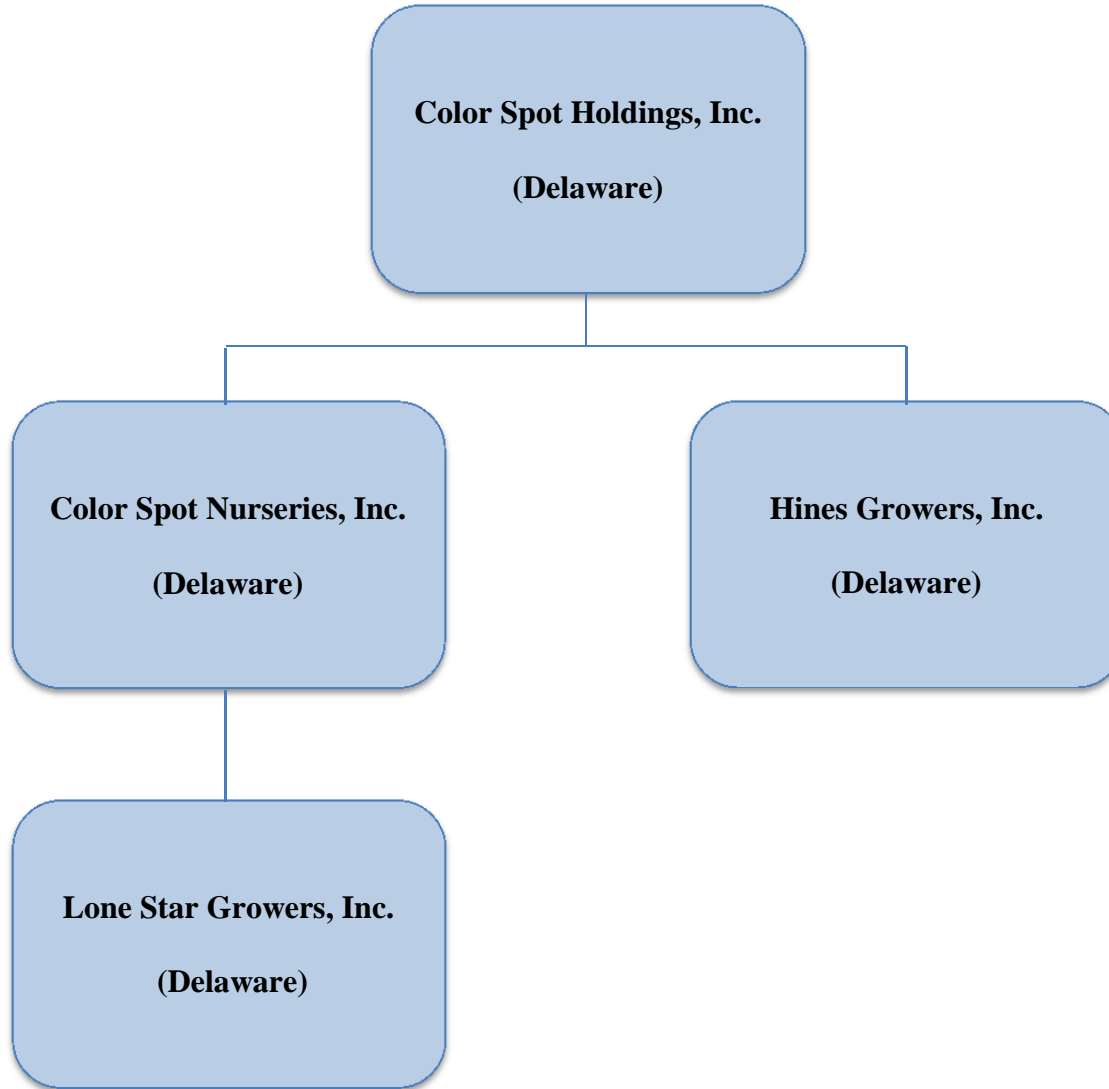 Color Spot Holdings, Inc.
(Delaware)
Color Spot Nurseries, Inc.
(Delaware)
Hines Growers, Inc.
(Delaware)
Lone Star Growers, Inc.
(Delaware)